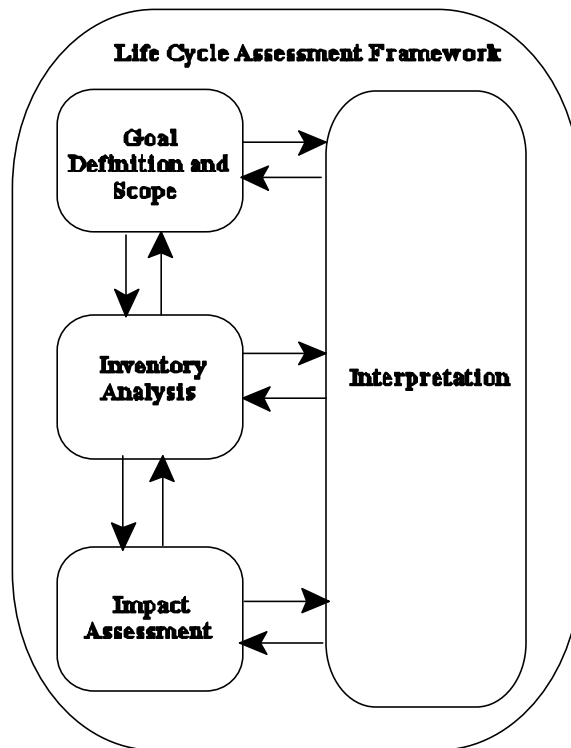 Life Cycle Assessment Framework
Goal
Definition and
Scope
Inventory
Analysis
Interpretation
Impact
Assessment